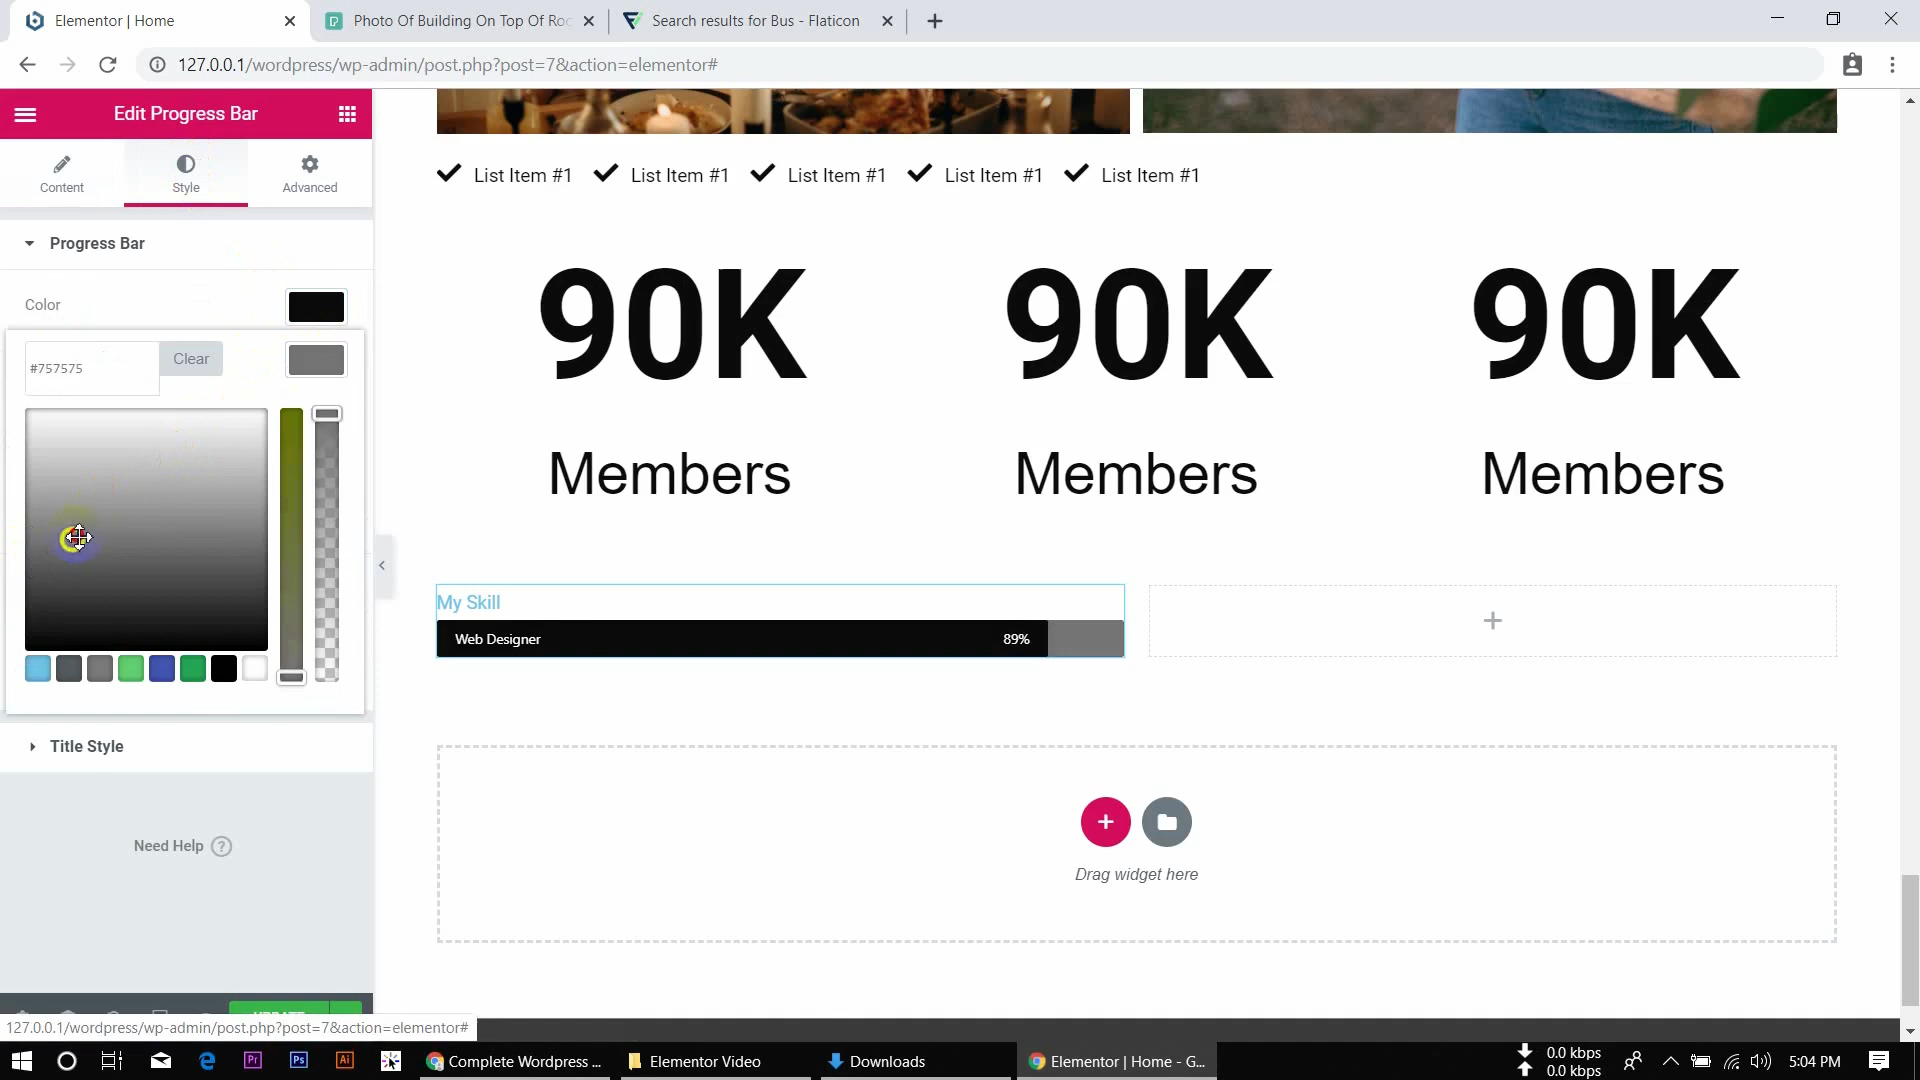 Elementor | Home
Photo Of Building On Top Of Roc
Search results for Bus - Flaticon
127.0.0.1/wordpress/wp-admin/post.php?post=7&action=elementor#
Edit Progress Bar
Content
Style
Advanced
Progress Bar
Color
#757575
Clear
Title Style
Need Help
?
List Item #1
List Item #1
List Item #1
List Item #1
List Item #1
90K
90K
90K
Members
Members
Members
My Skill
Web Designer
89%
Drag widget here
UPDATE
127.0.0.1/wordpress/wp-admin/post.php?post=7&action=elementor#
Pr
Ps
Ai
Complete Wordpress ...
Elementor Video
Downloads
Elementor | Home - G...
0.0 kbps
0.0 kbps
5:04 PM